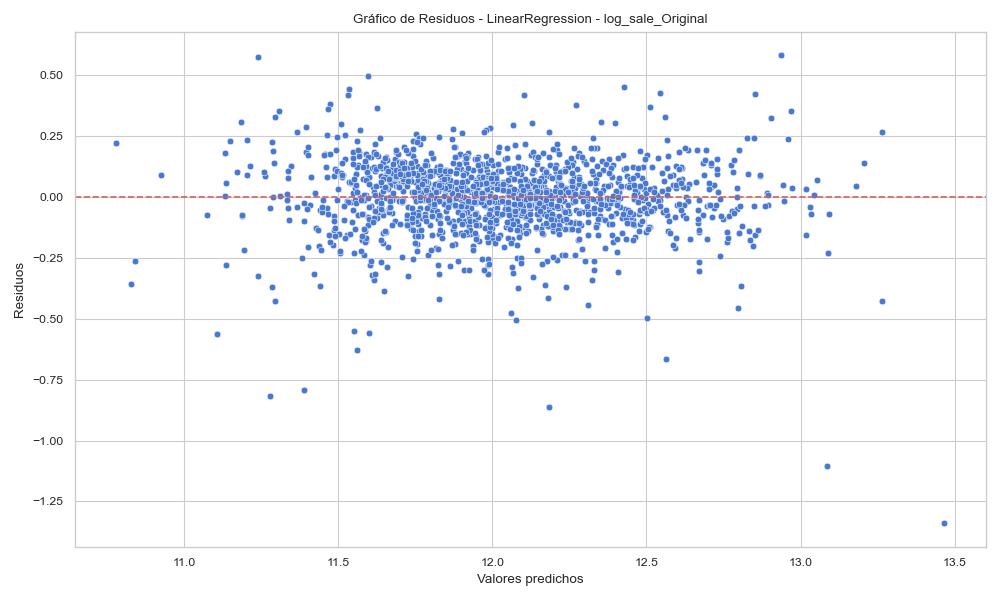 Gráfico de Residuos - LinearRegression - log_sale_Original
Residuos
0.50
0.25
0.00
−0.25
−0.50
−0.75
−1.00
−1.25
11.0 11.5 12.0 12.5 13.0 13.5
Valores predichos